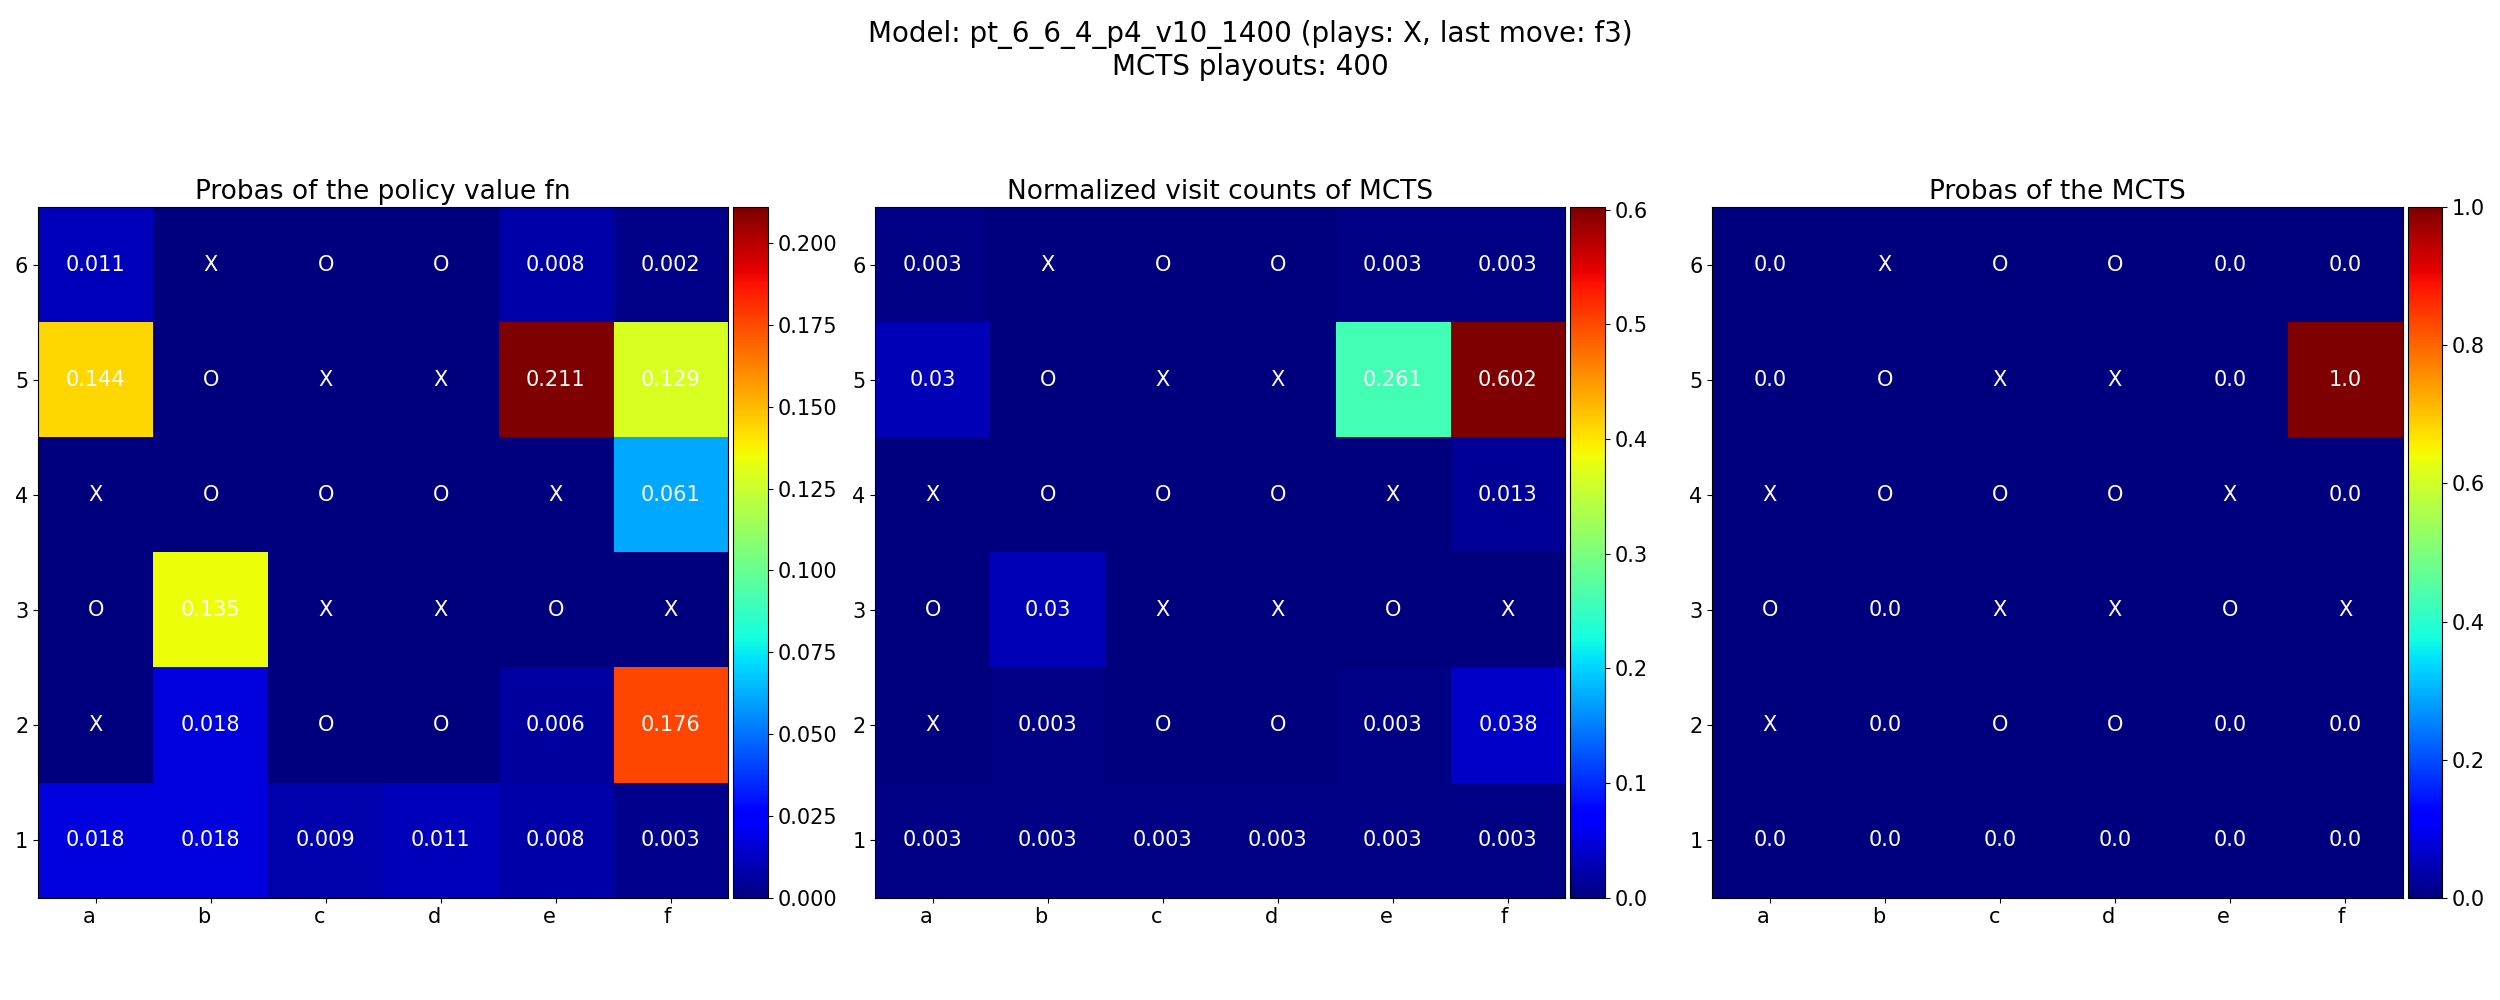 Model: pt_6_6_4_p4_v10_1400 (plays: X, last move: f3)
MCTS playouts: 400
Probas of the policy value fn
6 0.011 X O O 0.008 0.002
5 0.144 O X X 0.211 0.129
4 X O O O X 0.061
3 O 0.135 X X O X
2 X 0.018 O O 0.006 0.176
1 0.018 0.018 0.009 0.011 0.008 0.003
a b c d e f
0.200
0.175
0.150
0.125
0.100
0.075
0.050
0.025
0.000
Normalized visit counts of MCTS
6 0.003 X O O 0.003 0.003
5 0.03 O X X 0.261 0.602
4 X O O O X 0.013
3 O 0.03 X X O X
2 X 0.003 O O 0.003 0.038
1 0.003 0.003 0.003 0.003 0.003 0.003
a b c d e f
0.6
0.5
0.4
0.3
0.2
0.1
0.0
Probas of the MCTS
6 0.0 X O O 0.0 0.0
5 0.0 O X X 0.0 1.0
4 X O O O X 0.0
3 O 0.0 X X O X
2 X 0.0 O O 0.0 0.0
1 0.0 0.0 0.0 0.0 0.0 0.0
a b c d e f
1.0
0.8
0.6
0.4
0.2
0.0